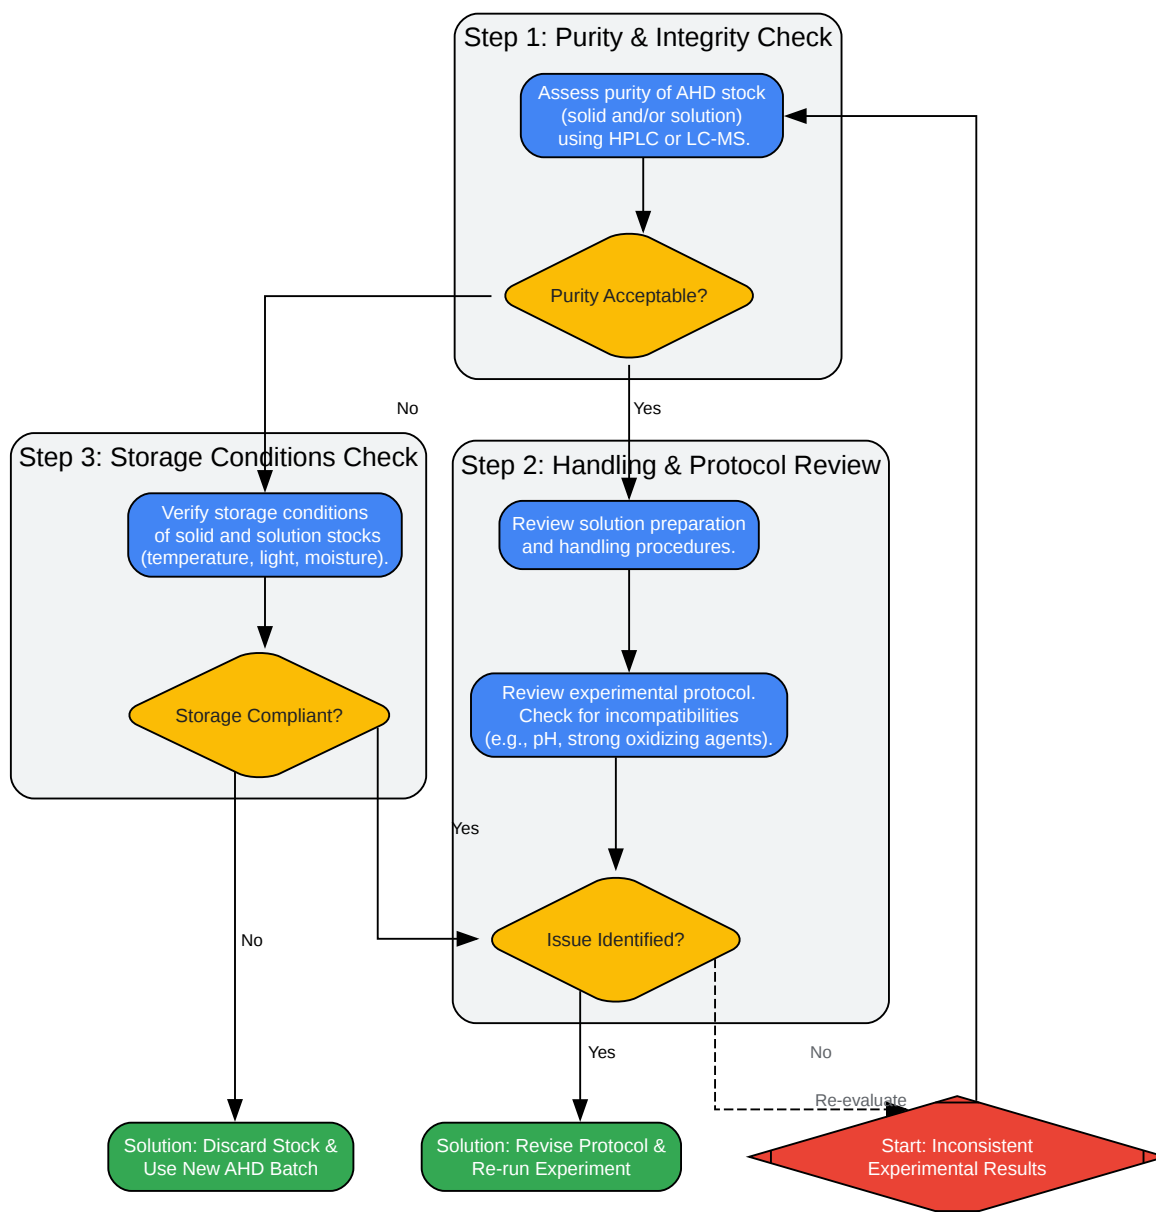 Step 1: Purity & Integrity Check
Assess purity of AHD stock
(solid and/or solution)
using HPLC or LC-MS.
Purity Acceptable?
No
Yes
Step 3: Storage Conditions Check
Verify storage conditions
of solid and solution stocks
(temperature, light, moisture).
Storage Compliant?
Step 2: Handling & Protocol Review
Review solution preparation
and handling procedures.
Review experimental protocol.
Check for incompatibilities
(e.g., pH, strong oxidizing agents).
Yes
Issue Identified?
No
Yes
No
Re-evaluate
Solution: Discard Stock &
Use New AHD Batch
Solution: Revise Protocol &
Re-run Experiment
Start: Inconsistent
Experimental Results